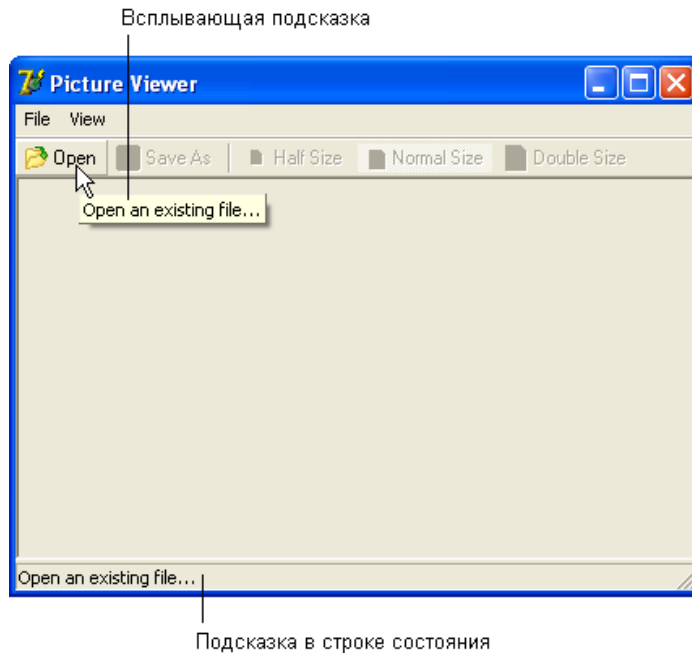 Всплывающая подсказка
Picture Viewer
File View
Open Save As Half Size Normal Size Double Size
Open an existing file...
Open an existing file...
Подсказка в строке состояния